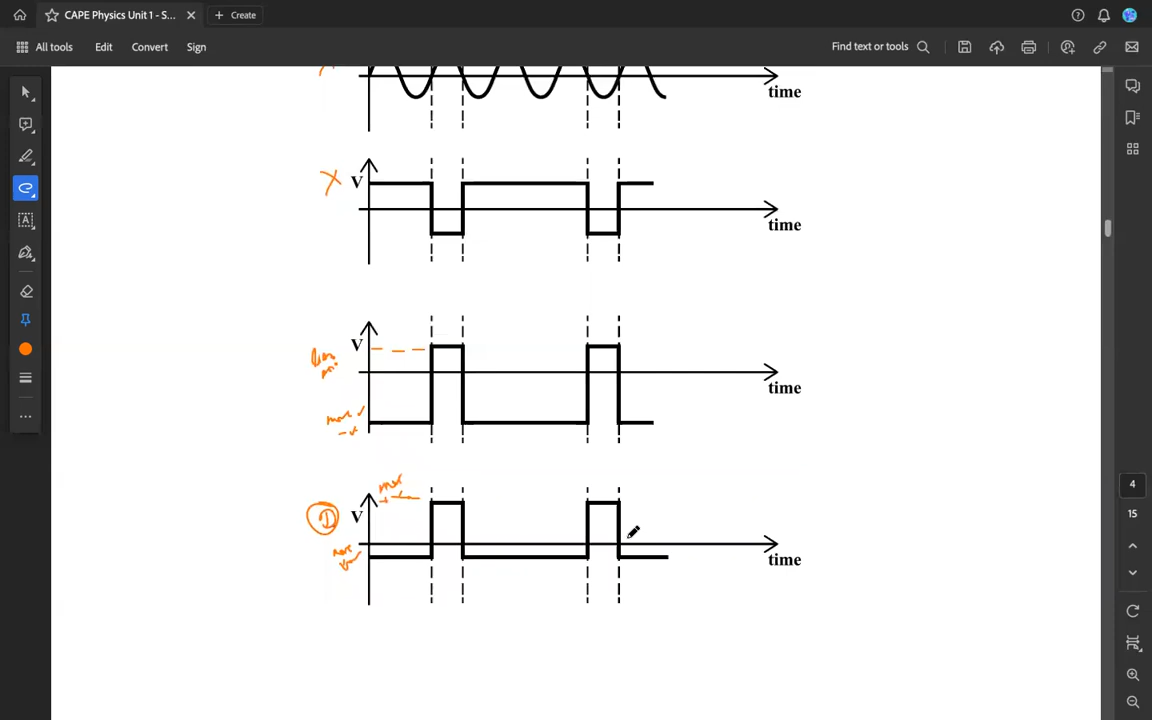 CAPE Physics Unit 1 - S...
Create
All tools
Edit
Convert
Sign
Find text or tools
time
X
V
time
V
time
-v
V
D
time
4
15